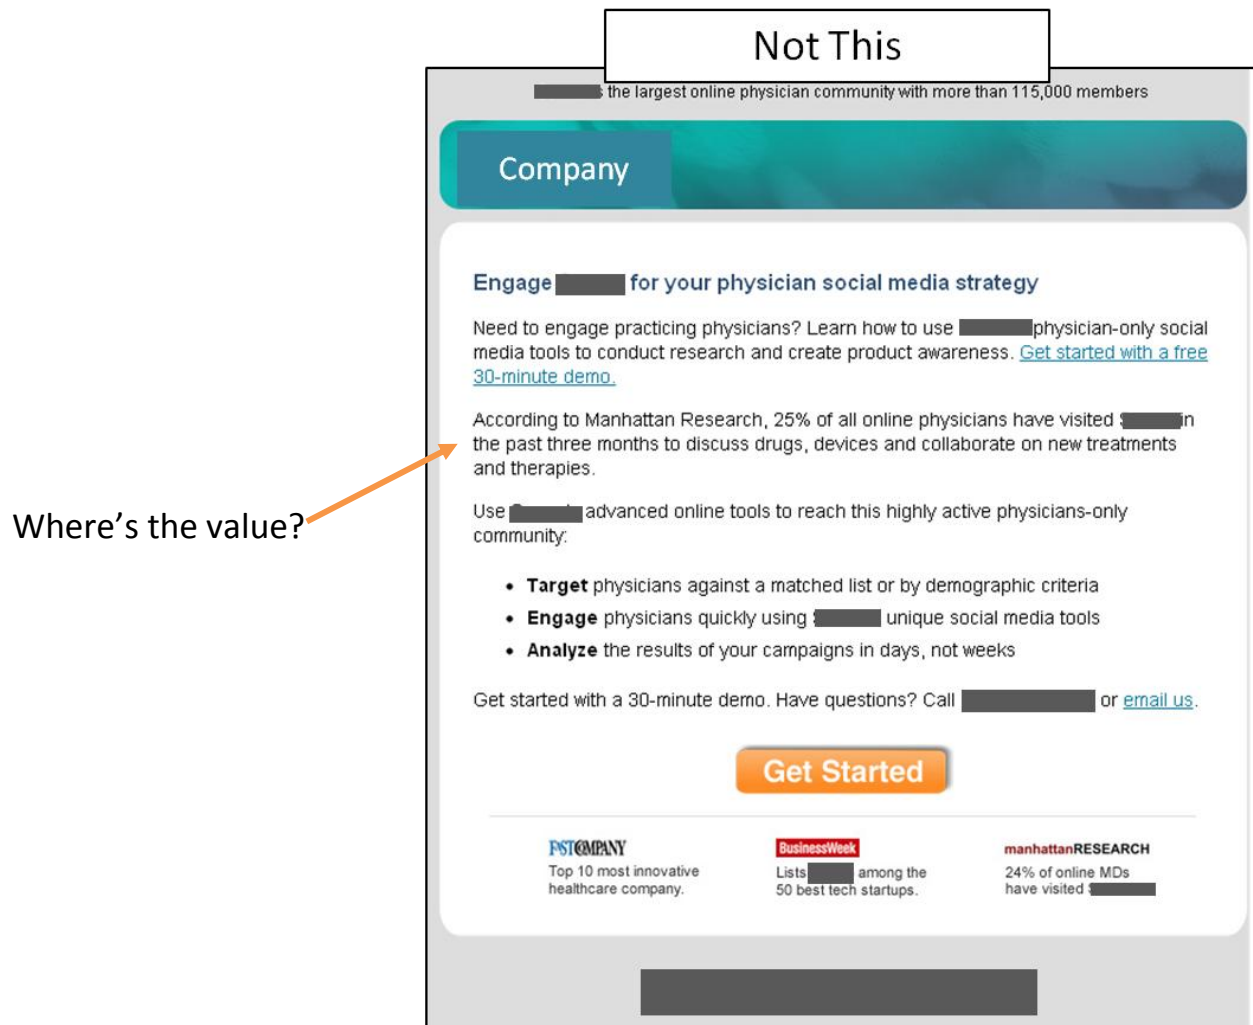 Not This
the largest online physician community with more than 115,000 members
Company
Engage for your physician social media strategy
Need to engage practicing physicians? Learn how to use physician-only social
media tools to conduct research and create product awareness. Get started with a free
30-minute demo.
According to Manhattan Research, 25% of all online physicians have visited in
the past three months to discuss drugs, devices and collaborate on new treatments
and therapies.
Where's the value?
Use advanced online tools to reach this highly active physicians-only
community:
• Target physicians against a matched list or by demographic criteria
• Engage physicians quickly using unique social media tools
• Analyze the results of your campaigns in days, not weeks
Get started with a 30-minute demo. Have questions? Call or email us.
Get Started
FAST COMPANY
Top 10 most innovative
healthcare company.
BusinessWeek
Lists among the
50 best tech startups.
manhattanRESEARCH
24% of online MDs
have visited